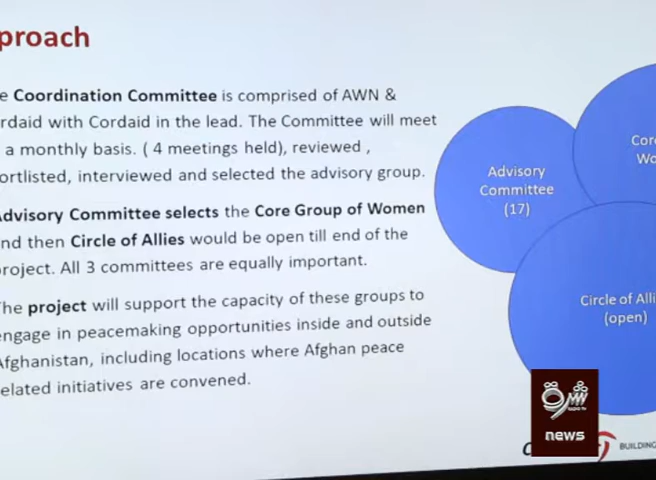 proach
e Coordination Committee is comprised of AWN &
rdaid with Cordaid in the lead. The Committee will meet
a monthly basis. ( 4 meetings held), reviewed ,
ortlisted, interviewed and selected the advisory group.
Advisory Committee selects the Core Group of Women
nd then Circle of Allies would be open till end of the
roject. All 3 committees are equally important.
The project will support the capacity of these groups to
engage in peacemaking opportunities inside and outside
Afghanistan, including locations where Afghan peace
elated initiatives are convened.
Advisory
Committee
(17)
Cor
Wo
Circle of Alli
(open)
news
BUILDING